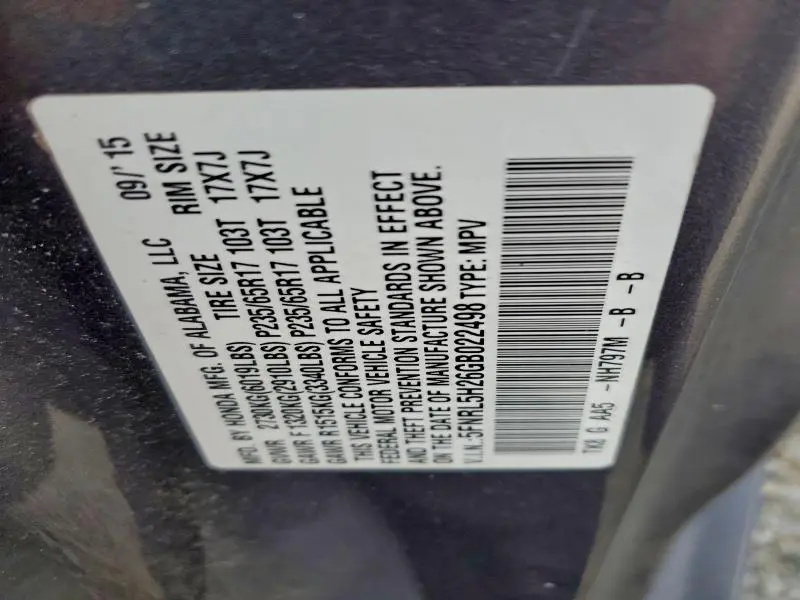 MFD. BY HONDA MFG. OF ALABAMA, LLC 09/'15
GVWR 2730KG(6019LBS) TIRE SIZE RIM SIZE
GAWR F 1320KG(2910LBS) P235/65R17 103T 17X7J
GAWR R 1515KG(3340LBS) P235/65R17 103T 17X7J
THIS VEHICLE CONFORMS TO ALL APPLICABLE
FEDERAL MOTOR VEHICLE SAFETY
AND THEFT PREVENTION STANDARDS IN EFFECT
ON THE DATE OF MANUFACTURE SHOWN ABOVE.
V.I.N.:5FNRL5H26GB022498 TYPE: MPV
TK8 G AA5 -NH797M -B -B